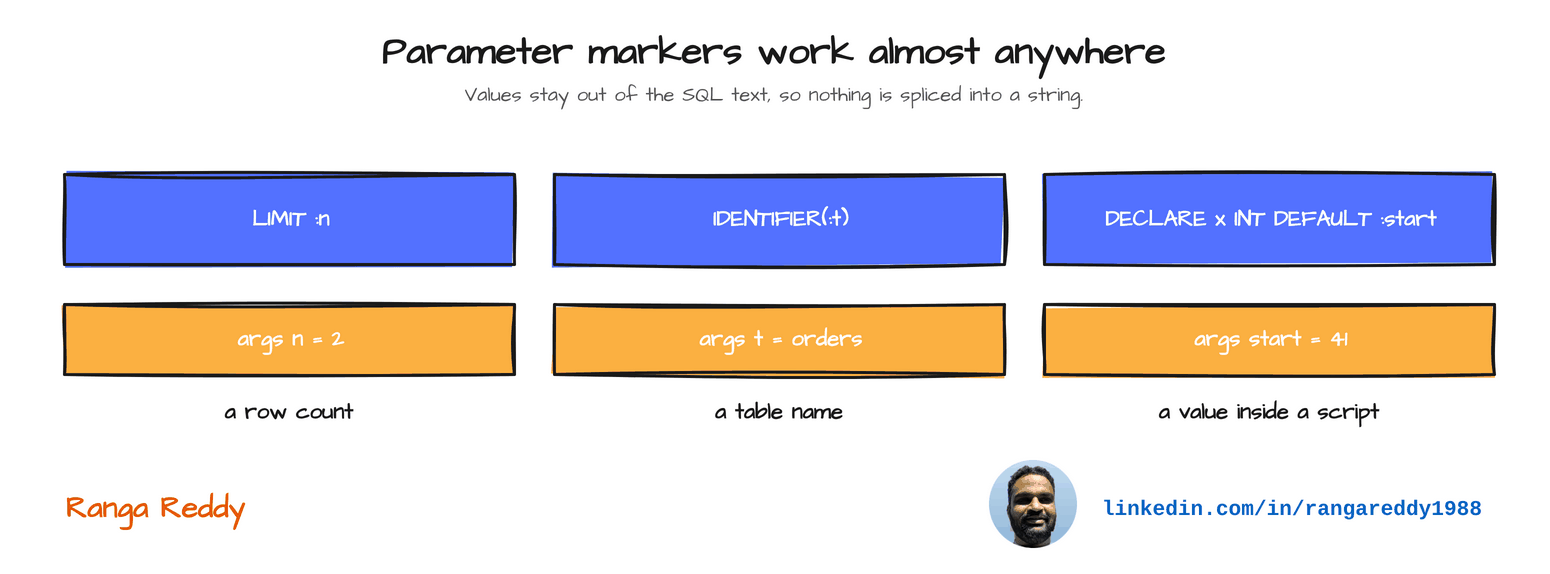 Parameter markers work almost anywhere
Values stay out of the SQL text, so nothing is spliced into a string.
LIMIT :n
IDENTIFIER(:t)
DECLARE x INT DEFAULT :start
args n = 2
args t = orders
args start = 41
a row count
a table name
a value inside a script
Ranga Reddy
linkedin.com/in/rangareddy1988